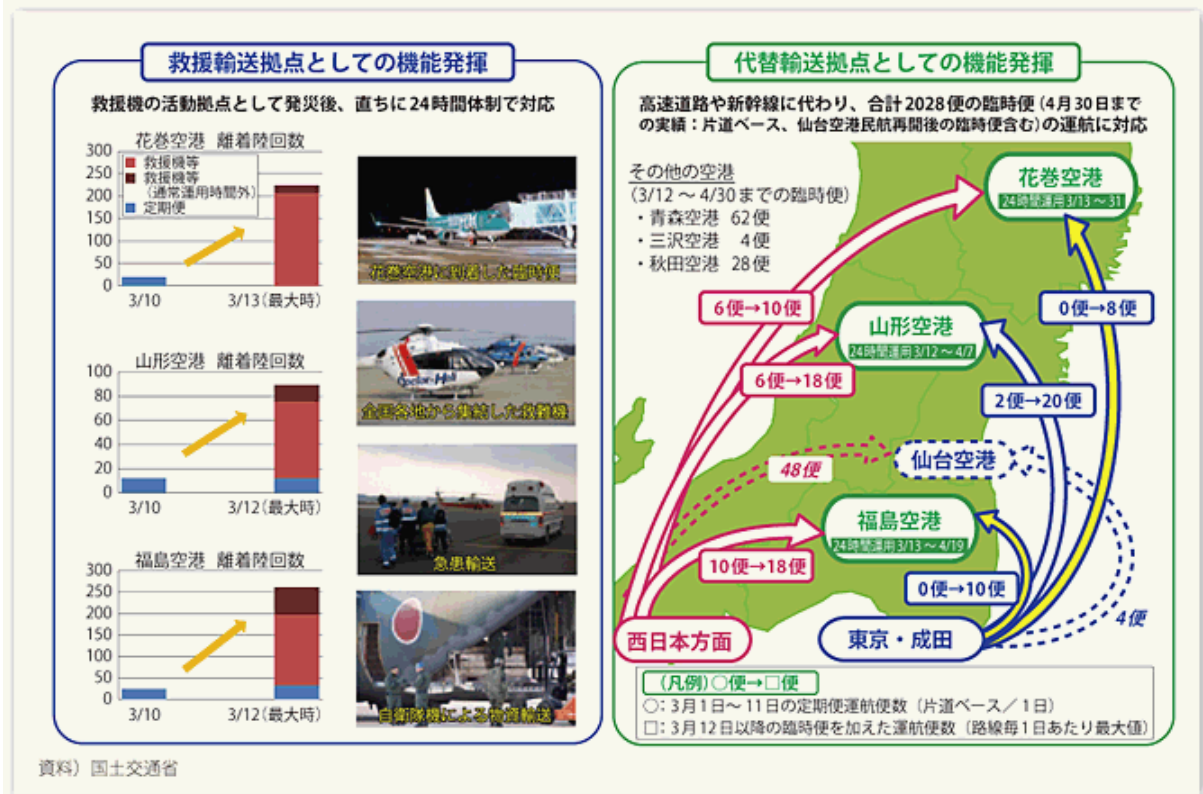 救援輸送拠点としての機能発揮
救援機の活動拠点として発災後、直ちに24時間体制で対応
花巻空港 離着陸回数
300
250
200
150
100
50
0
救援機等
救援機等
(通常運用時間外)
定期便
3/10
3/13(最大時)
花巻空港に到着した臨時便
山形空港 離着陸回数
100
80
60
40
20
0
3/10
3/12(最大時)
Doctor-Heli
全国各地から集結した救難機
急患輸送
福島空港 離着陸回数
300
250
200
150
100
50
0
3/10
3/12(最大時)
自衛隊機による物資輸送
代替輸送拠点としての機能発揮
高速道路や新幹線に代わり、合計2028便の臨時便(4月30日まで
の実績:片道ベース、仙台空港民航再開後の臨時便含む)の運航に対応
その他の空港
(3/12~4/30までの臨時便)
・青森空港 62便
・三沢空港 4便
・秋田空港 28便
花巻空港
24時間運用3/13~31
6便→10便
0便→8便
山形空港
24時間運用3/12~4/7
6便→18便
2便→20便
48便
仙台空港
福島空港
24時間運用3/13~4/19
10便→18便
0便→10便
4便
西日本方面
東京・成田
(凡例)○便→□便
○:3月1日~11日の定期便運航便数(片道ベース/1日)
□:3月12日以降の臨時便を加えた運航便数(路線毎1日あたり最大値)
資料)国土交通省